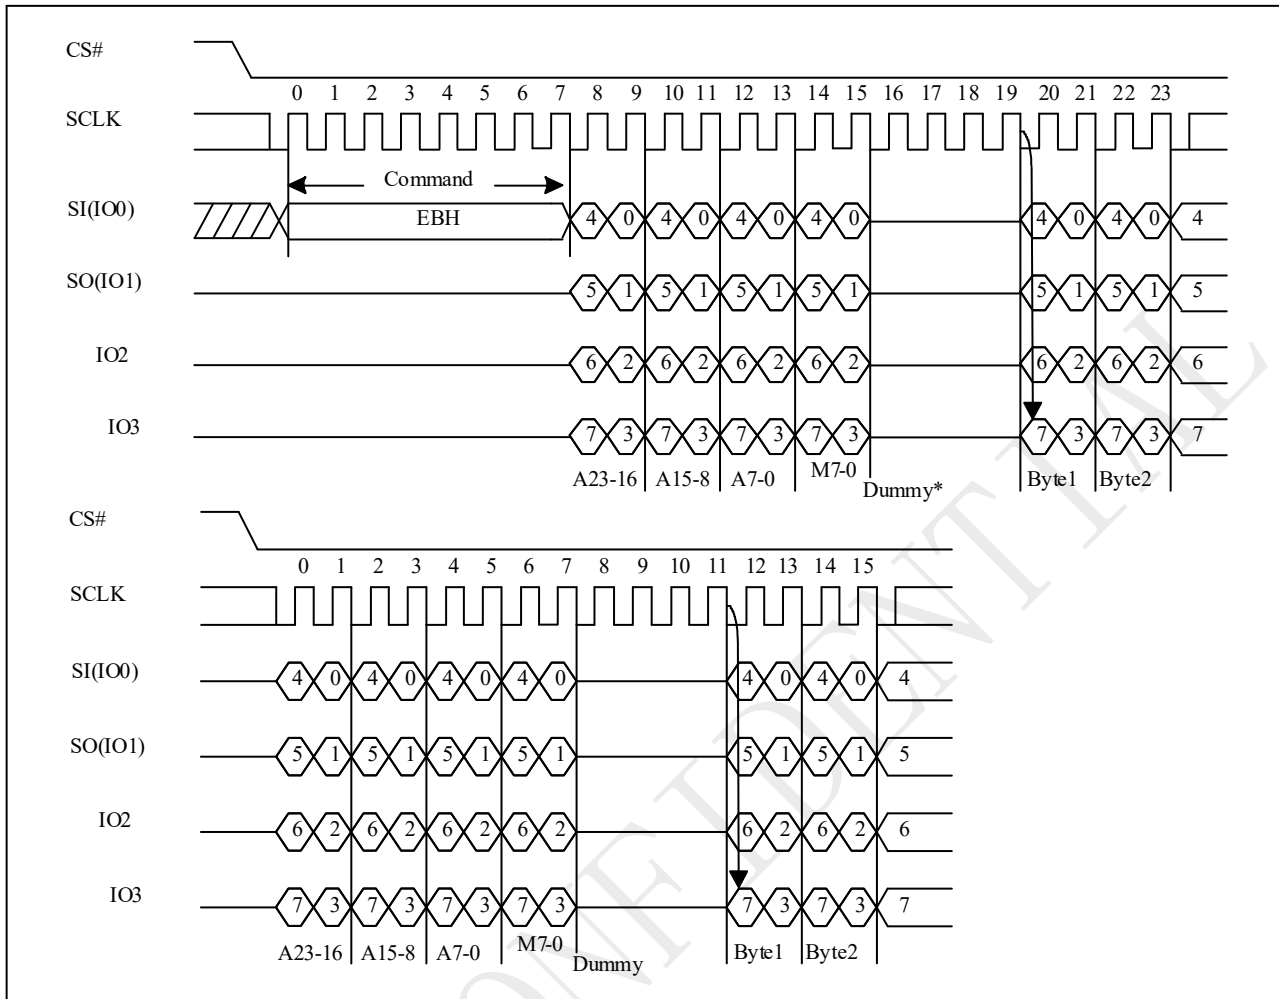 CS#
0 1 2 3 4 5 6 7 8 9 10 11 12 13 14 15 16 17 18 19 20 21 22 23
SCLK
Command
SI(IO0) EBH 4 0 4 0 4 0 4 0 4 0 4 0 4
SO(IO1) 5 1 5 1 5 1 5 1 5 1 5 1 5
IO2 6 2 6 2 6 2 6 2 6 2 6 2 6
IO3 7 3 7 3 7 3 7 3 7 3 7 3 7
A23-16 A15-8 A7-0 M7-0 Dummy* Byte1 Byte2
CS#
0 1 2 3 4 5 6 7 8 9 10 11 12 13 14 15
SCLK
SI(IO0) 4 0 4 0 4 0 4 0 4 0 4 0 4
SO(IO1) 5 1 5 1 5 1 5 1 5 1 5 1 5
IO2 6 2 6 2 6 2 6 2 6 2 6 2 6
IO3 7 3 7 3 7 3 7 3 7 3 7 3 7
A23-16 A15-8 A7-0 M7-0 Dummy Byte1 Byte2
ONFIDENTIAL